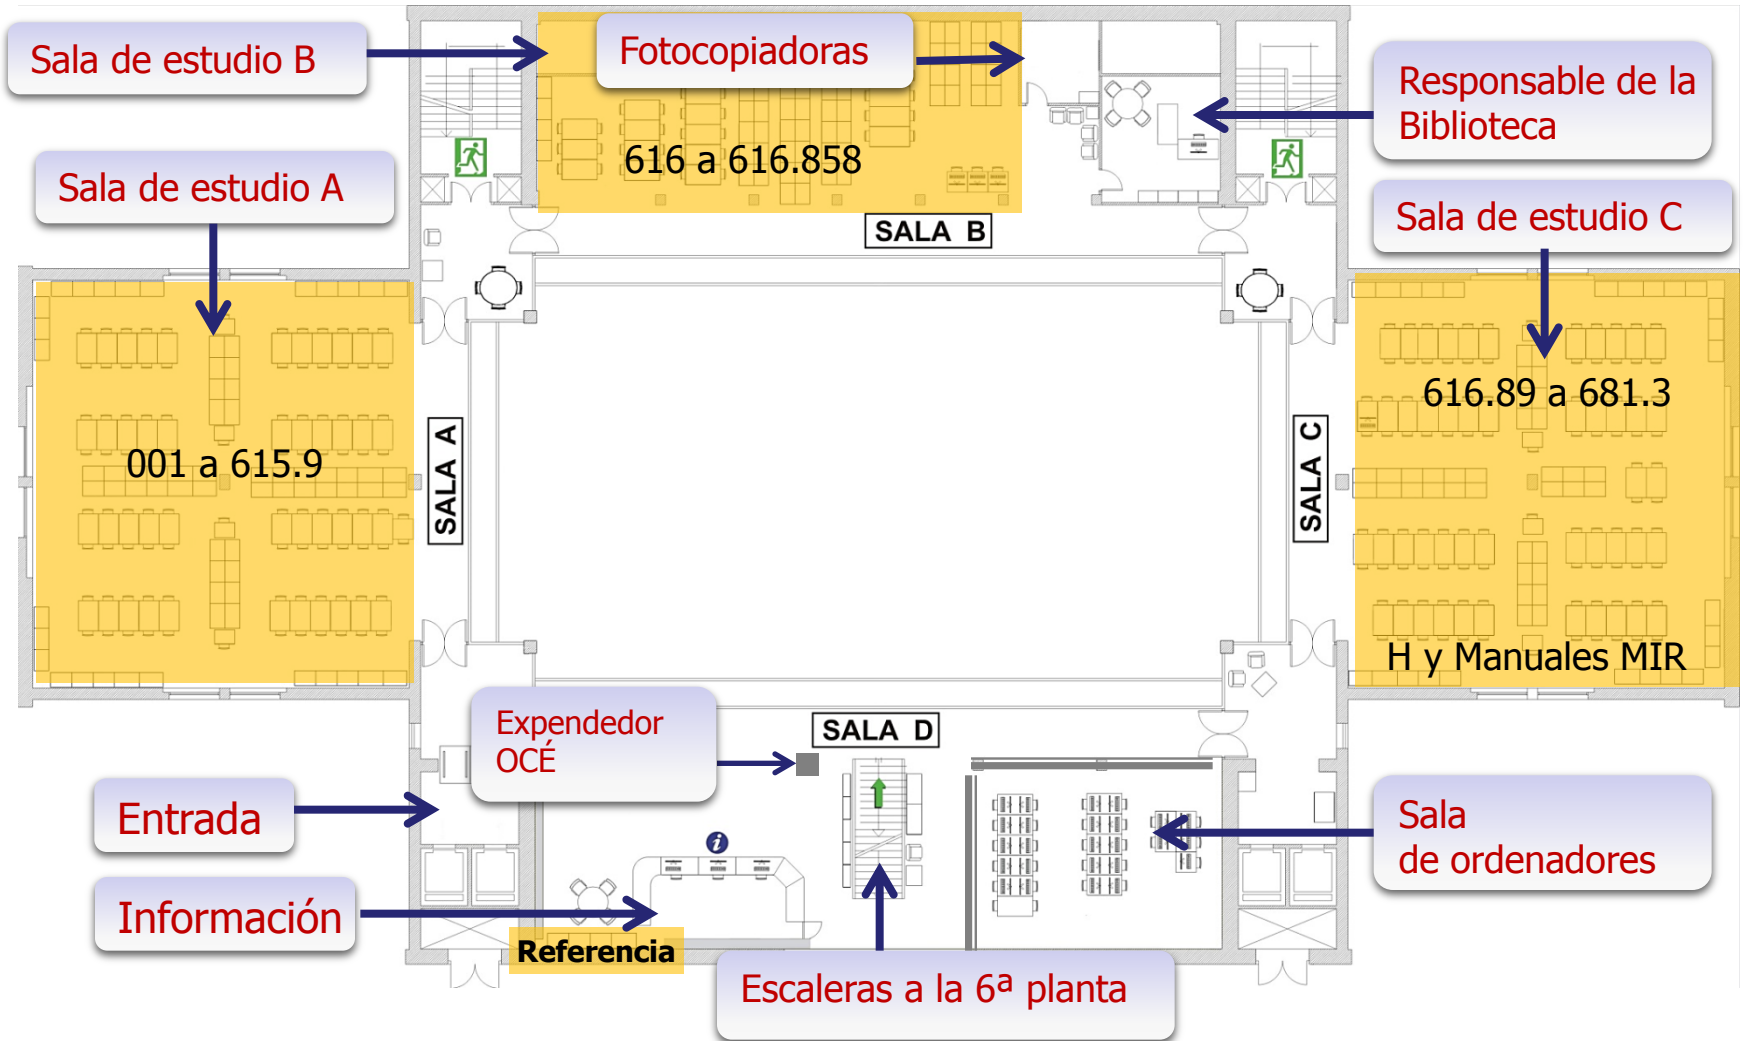 Sala de estudio B
Fotocopiadoras
Responsable de la
Biblioteca
616 a 616.858
Sala de estudio A
Sala de estudio C
SALA B
001 a 615.9
SALA A
SALA C
616.89 a 681.3
H y Manuales MIR
Expendedor
OCÉ
SALA D
Entrada
i
Sala
de ordenadores
Información
Referencia
Escaleras a la 6ª planta